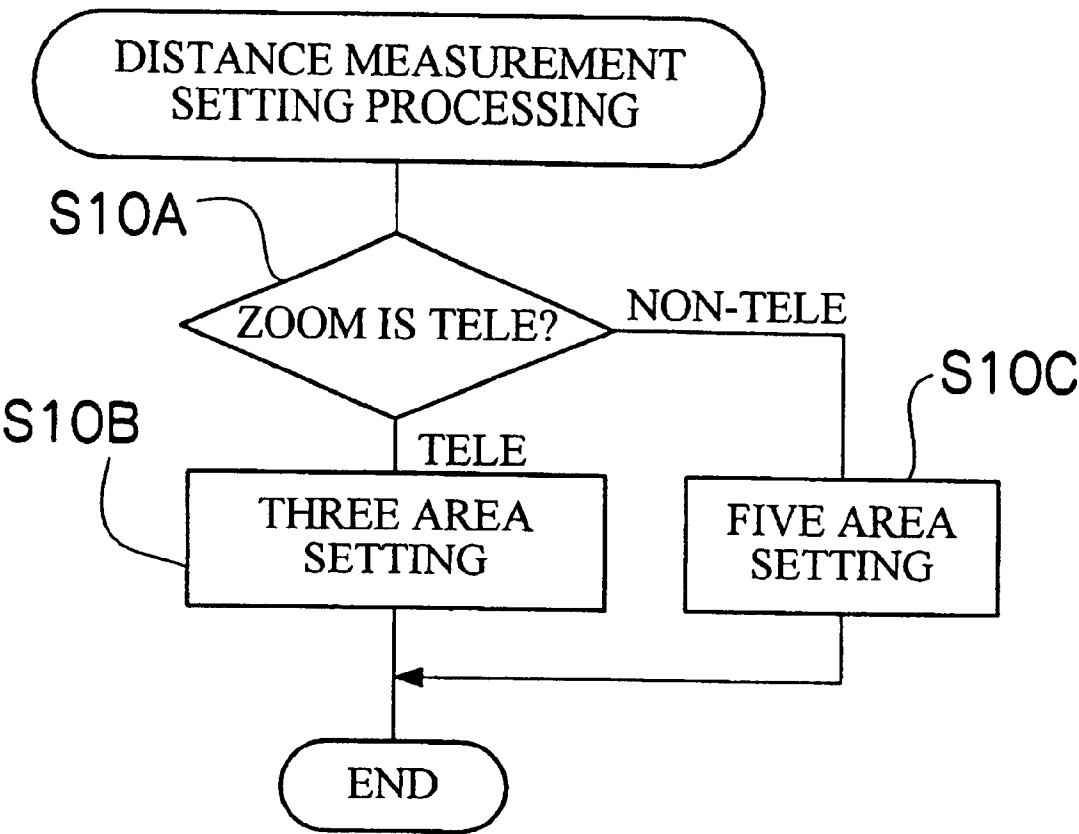 DISTANCE MEASUREMENT
SETTING PROCESSING
S10A
ZOOM IS TELE?
NON-TELE
S10C
S10B
TELE
THREE AREA
SETTING
FIVE AREA
SETTING
END